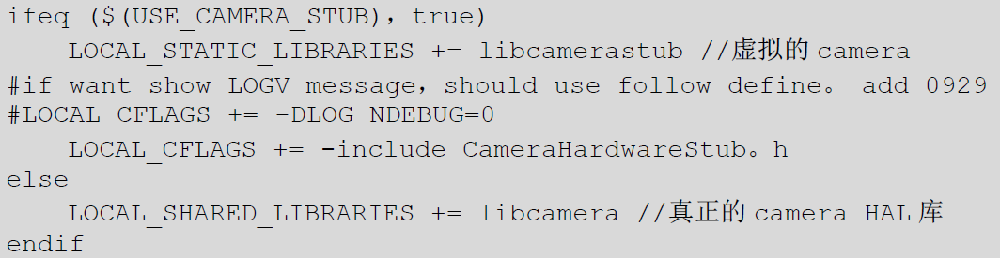 ifeq ($(USE_CAMERA_STUB)，true)
    LOCAL_STATIC_LIBRARIES += libcamerastub //虚拟的 camera
#if want show LOGV message，should use follow define。 add 0929
#LOCAL_CFLAGS += -DLOG_NDEBUG=0
    LOCAL_CFLAGS += -include CameraHardwareStub。h
else
    LOCAL_SHARED_LIBRARIES += libcamera //真正的 camera HAL 库
endif